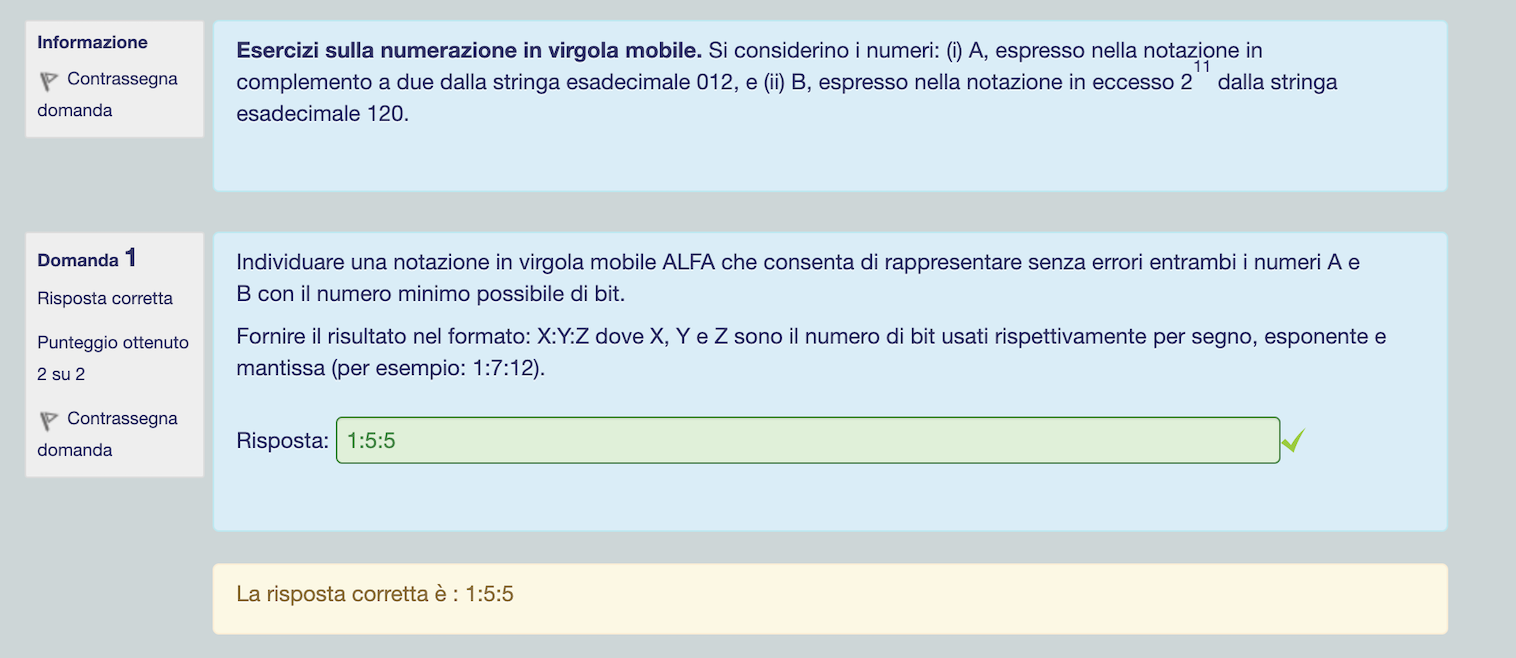 Informazione
Contrassegna
domanda
Esercizi sulla numerazione in virgola mobile. Si considerino i numeri: (i) A, espresso nella notazione in
complemento a due dalla stringa esadecimale 012, e (ii) B, espresso nella notazione in eccesso 2^11 dalla stringa
esadecimale 120.
Domanda 1
Risposta corretta
Punteggio ottenuto
2 su 2
Contrassegna
domanda
Individuare una notazione in virgola mobile ALFA che consenta di rappresentare senza errori entrambi i numeri A e
B con il numero minimo possibile di bit.
Fornire il risultato nel formato: X:Y:Z dove X, Y e Z sono il numero di bit usati rispettivamente per segno, esponente e
mantissa (per esempio: 1:7:12).
Risposta: 1:5:5
La risposta corretta è : 1:5:5